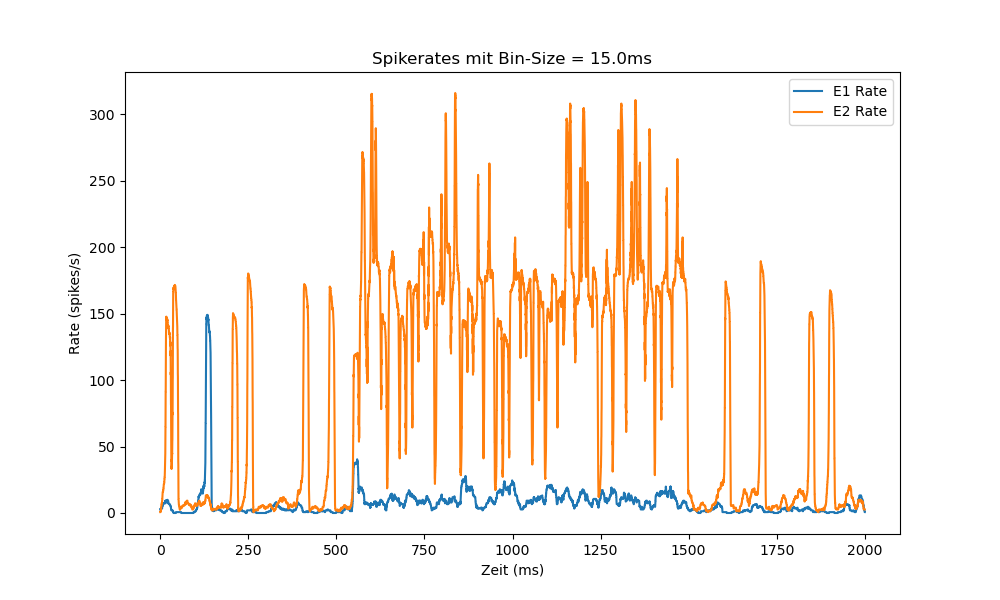 Spikerates mit Bin-Size = 15.0ms
E1 Rate
E2 Rate
Rate (spikes/s)
300
250
200
150
100
50
0
0 250 500 750 1000 1250 1500 1750 2000
Zeit (ms)